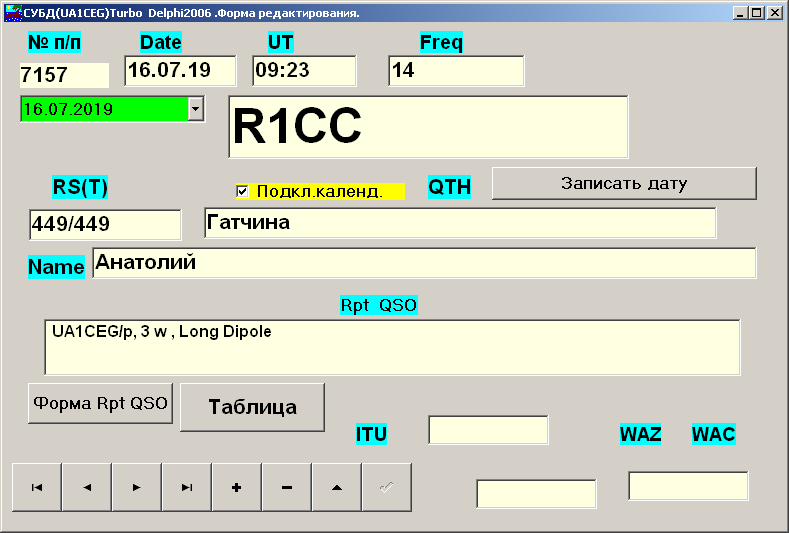 СУБД(UA1CEG)Turbo Delphi2006 .Форма редактирования.
№ п/п Date UT Freq
7157 16.07.19 09:23 14
16.07.2019
R1CC
RS(T) Подкл.календ. QTH Записать дату
449/449 Гатчина
Name Анатолий
Rpt QSO
UA1CEG/p, 3 w , Long Dipole
Форма Rpt QSO Таблица
ITU WAZ WAC